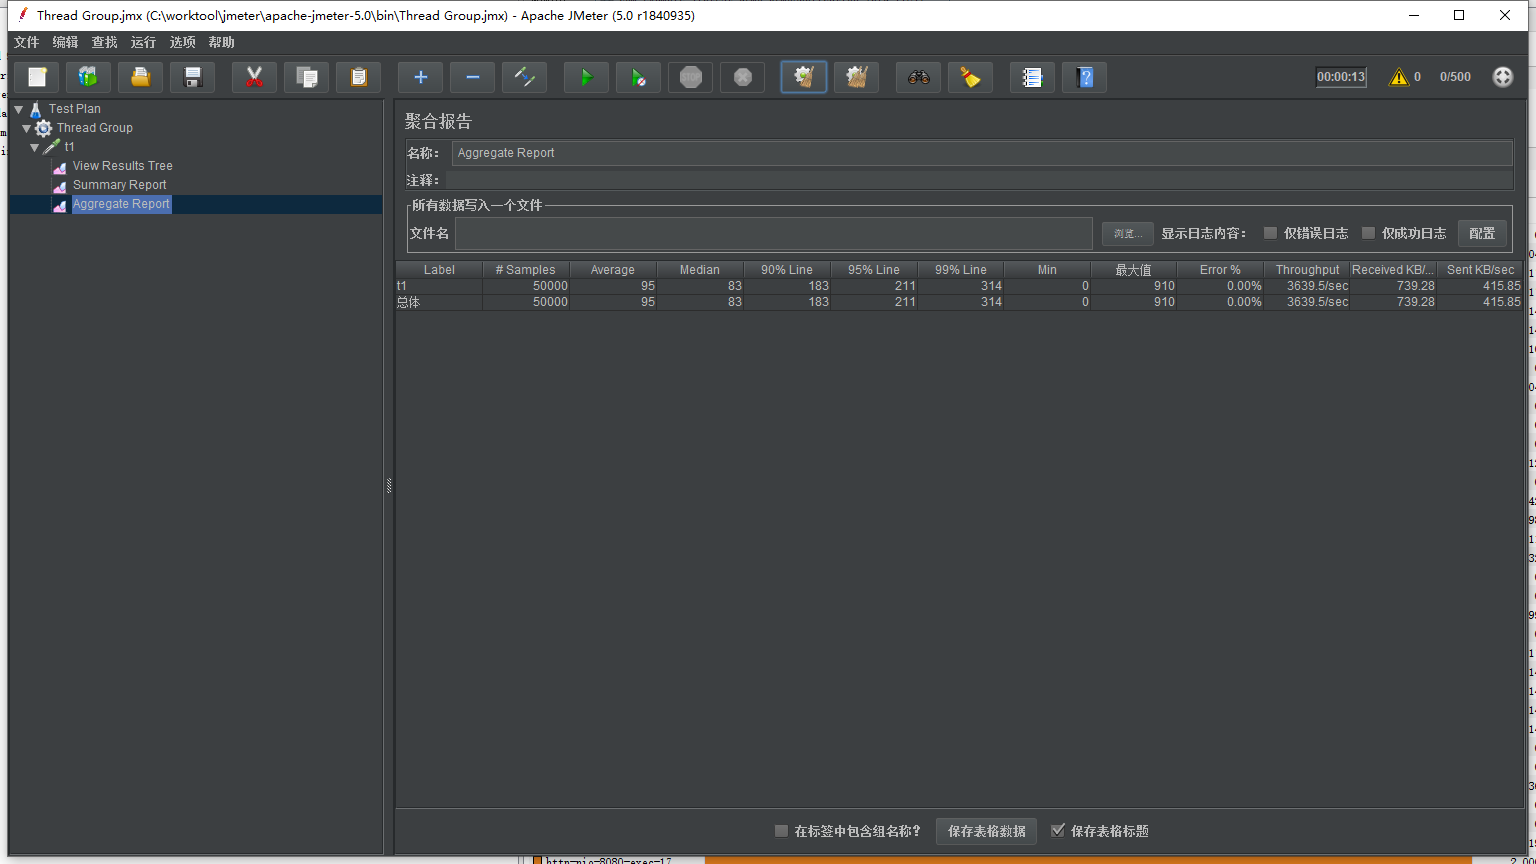 Thread Group.jmx (C:\worktool\jmeter\apache-jmeter-5.0\bin\Thread Group.jmx) - Apache JMeter (5.0 r1840935)
文件 编辑 查找 运行 选项 帮助
STOP 00:00:13 0 0/500
Test Plan
Thread Group
t1
View Results Tree
Summary Report
Aggregate Report
聚合报告
名称： Aggregate Report
注释：
所有数据写入一个文件
文件名 浏览... 显示日志内容： 仅错误日志 仅成功日志 配置
Label # Samples Average Median 90% Line 95% Line 99% Line Min 最大值 Error % Throughput Received KB/... Sent KB/sec
t1 50000 95 83 183 211 314 0 910 0.00% 3639.5/sec 739.28 415.85
总体 50000 95 83 183 211 314 0 910 0.00% 3639.5/sec 739.28 415.85
在标签中包含组名称？ 保存表格数据 保存表格标题
http-nio-8080-exec-17